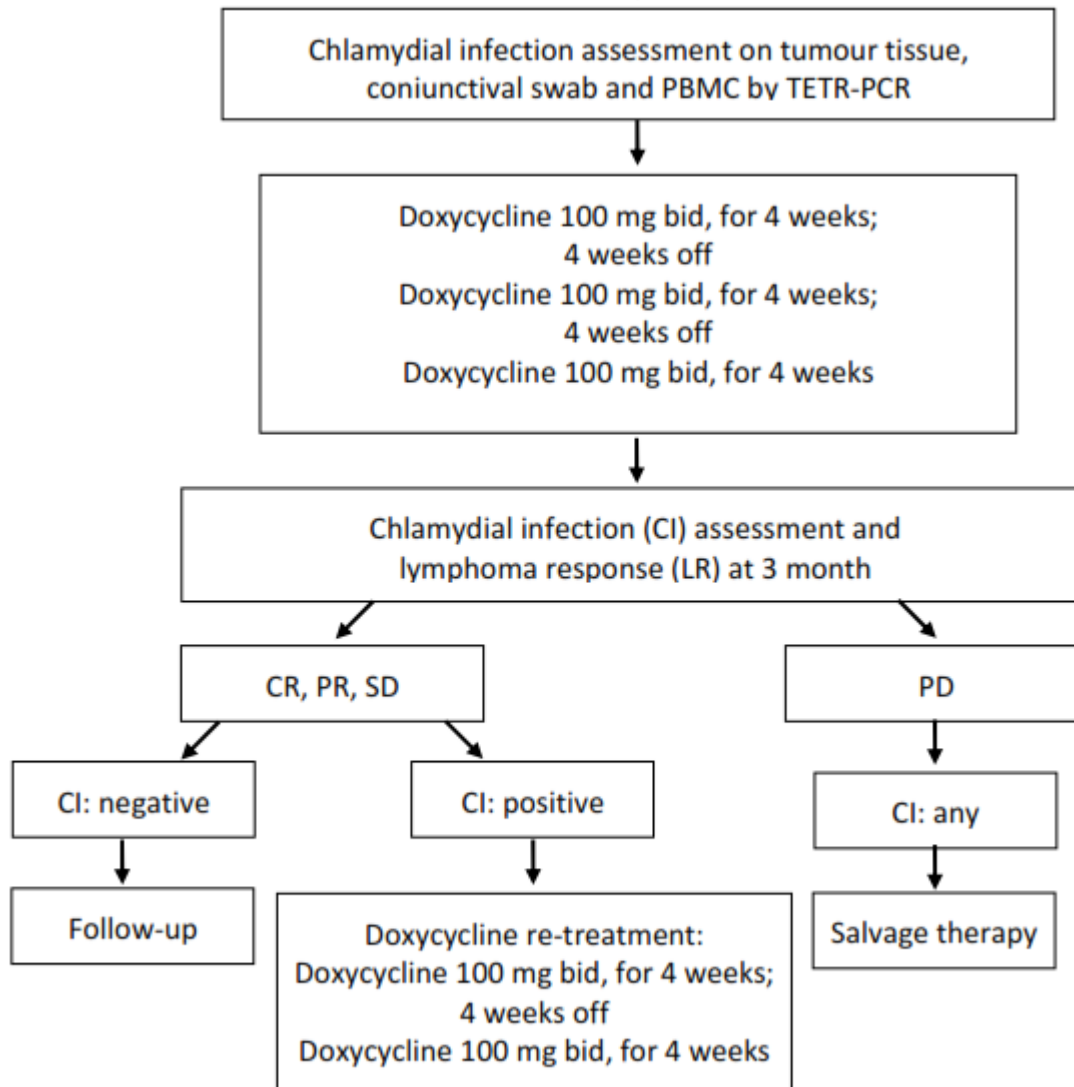 Chlamydial infection assessment on tumour tissue,
coniunctival swab and PBMC by TETR-PCR
Doxycycline 100 mg bid, for 4 weeks;
4 weeks off
Doxycycline 100 mg bid, for 4 weeks;
4 weeks off
Doxycycline 100 mg bid, for 4 weeks
Chlamydial infection (CI) assessment and
lymphoma response (LR) at 3 month
CR, PR, SD
PD
CI: negative
CI: positive
CI: any
Follow-up
Doxycycline re-treatment:
Doxycycline 100 mg bid, for 4 weeks;
4 weeks off
Doxycycline 100 mg bid, for 4 weeks
Salvage therapy